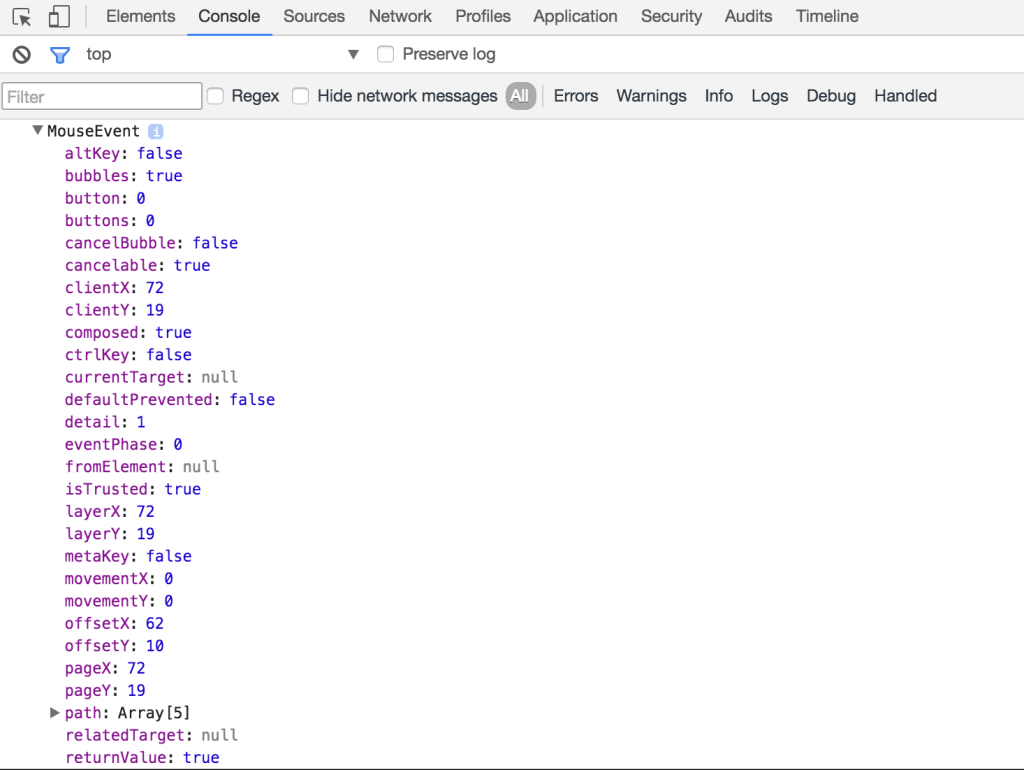 Elements Console Sources Network Profiles Application Security Audits Timeline
top ▼ Preserve log
Filter Regex Hide network messages All Errors Warnings Info Logs Debug Handled
▼MouseEvent i
altKey: false
bubbles: true
button: 0
buttons: 0
cancelBubble: false
cancelable: true
clientX: 72
clientY: 19
composed: true
ctrlKey: false
currentTarget: null
defaultPrevented: false
detail: 1
eventPhase: 0
fromElement: null
isTrusted: true
layerX: 72
layerY: 19
metaKey: false
movementX: 0
movementY: 0
offsetX: 62
offsetY: 10
pageX: 72
pageY: 19
▶path: Array[5]
relatedTarget: null
returnValue: true